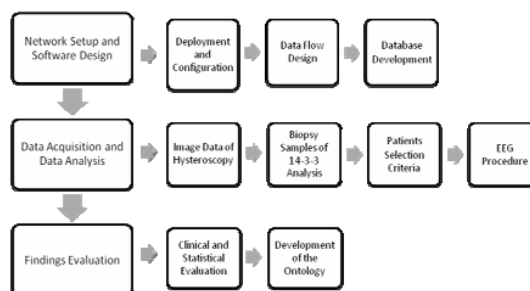 Network Setup and
Software Design
Deployment
and
Configuration
Data Flow
Design
Database
Development
Data Acquisition and
Data Analysis
Image Data of
Hysteroscopy
Biopsy
Samples of
14-3-3
Analysis
Patients
Selection
Criteria
EEG
Procedure
Findings Evaluation
Clinical and
Statistical
Evaluation
Development
of the
Ontology